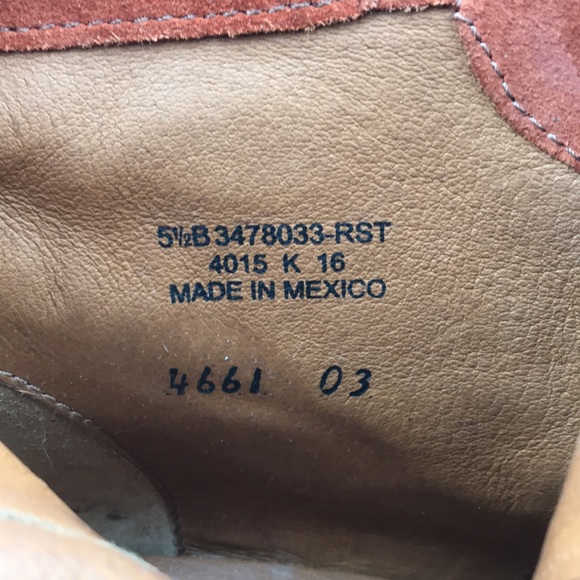 5½B 3478033-RST
4015 K 16
MADE IN MEXICO
4661 03